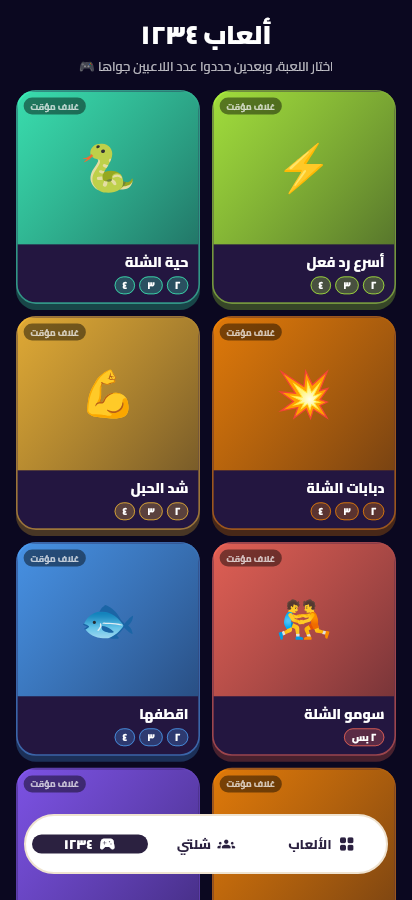 ألعاب ١٢٣٤
اختار اللعبة، وبعدين حددوا عدد اللاعبين جواها 🎮
غلاف مؤقت
أسرع رد فعل
٢ ٣ ٤
غلاف مؤقت
حية الشلة
٢ ٣ ٤
غلاف مؤقت
دبابات الشلة
٢ ٣ ٤
غلاف مؤقت
شد الحبل
٢ ٣ ٤
غلاف مؤقت
سومو الشلة
٢ بس
غلاف مؤقت
اقطفها
٢ ٣ ٤
غلاف مؤقت
غلاف مؤقت
الألعاب
شلتي
١٢٣٤